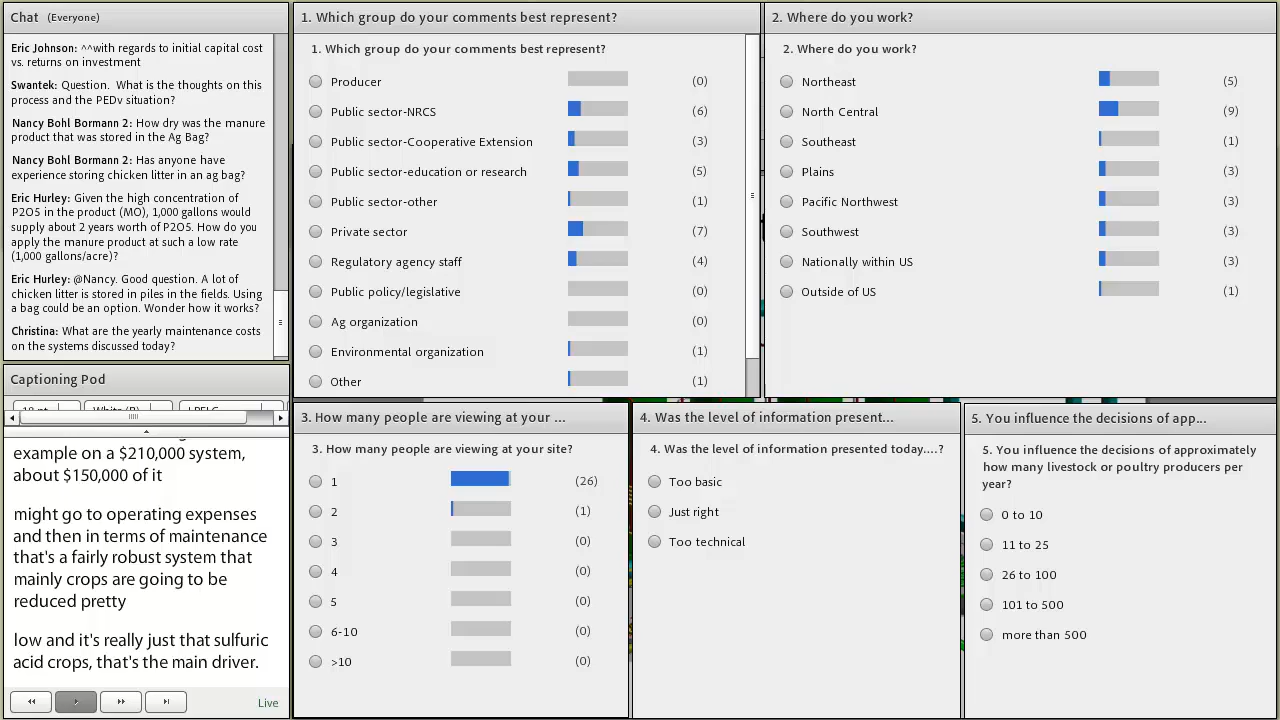 Chat (Everyone)
Eric Johnson: ^^with regards to initial capital cost
vs. returns on investment
Swantek: Question. What is the thoughts on this
process and the PEDv situation?
Nancy Bohl Bormann 2: How dry was the manure
product that was stored in the Ag Bag?
Nancy Bohl Bormann 2: Has anyone have
experience storing chicken litter in an ag bag?
Eric Hurley: Given the high concentration of
P2O5 in the product (MO), 1,000 gallons would
supply about 2 years worth of P2O5. How do you
apply the manure product at such a low rate
(1,000 gallons/acre)?
Eric Hurley: @Nancy. Good question. A lot of
chicken litter is stored in piles in the fields. Using
a bag could be an option. Wonder how it works?
Christina: What are the yearly maintenance costs
on the systems discussed today?
Captioning Pod
example on a $210,000 system,
about $150,000 of it
might go to operating expenses
and then in terms of maintenance
that's a fairly robust system that
mainly crops are going to be
reduced pretty
low and it's really just that sulfuric
acid crops, that's the main driver.
Live
1. Which group do your comments best represent?
1. Which group do your comments best represent?
Producer (0)
Public sector-NRCS (6)
Public sector-Cooperative Extension (3)
Public sector-education or research (5)
Public sector-other (1)
Private sector (7)
Regulatory agency staff (4)
Public policy/legislative (0)
Ag organization (0)
Environmental organization (1)
Other (1)
2. Where do you work?
2. Where do you work?
Northeast (5)
North Central (9)
Southeast (1)
Plains (3)
Pacific Northwest (3)
Southwest (3)
Nationally within US (3)
Outside of US (1)
3. How many people are viewing at your ...
3. How many people are viewing at your site?
1 (26)
2 (1)
3 (0)
4 (0)
5 (0)
6-10 (0)
>10 (0)
4. Was the level of information present...
4. Was the level of information presented today....?
Too basic
Just right
Too technical
5. You influence the decisions of app...
5. You influence the decisions of approximately
how many livestock or poultry producers per
year?
0 to 10
11 to 25
26 to 100
101 to 500
more than 500